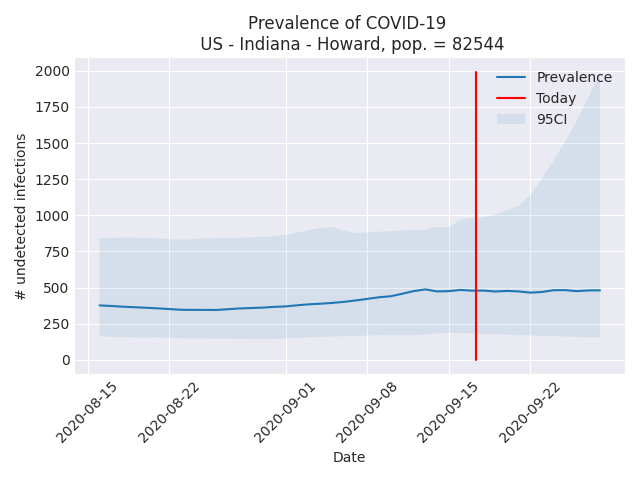 Prevalence of COVID-19
US - Indiana - Howard, pop. = 82544
2000
1750
1500
1250
1000
750
500
250
0
# undetected infections
Prevalence
Today
95CI
2020-08-15
2020-08-22
2020-09-01
2020-09-08
2020-09-15
2020-09-22
Date